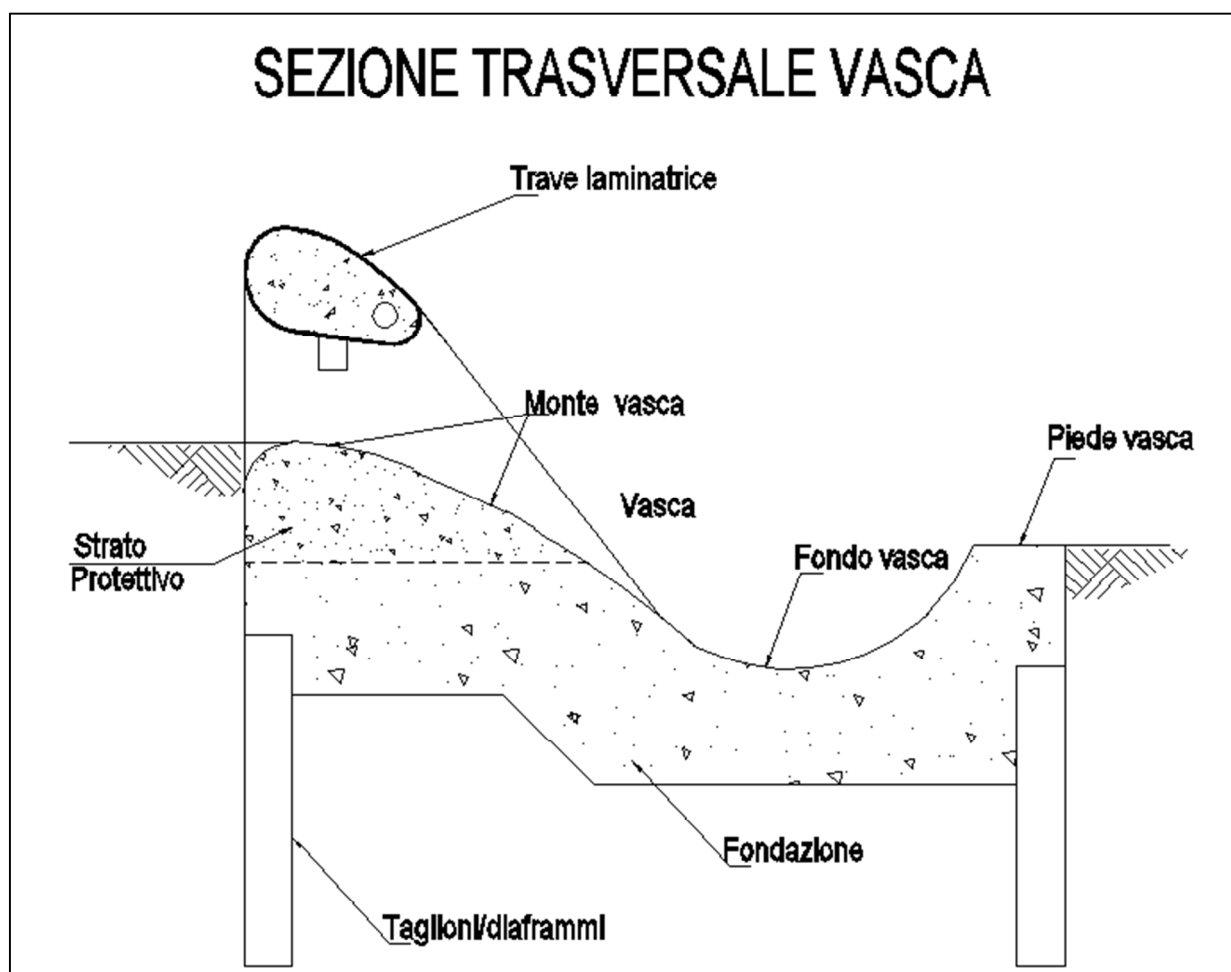 SEZIONE TRASVERSALE VASCA
Trave laminatrice
Monte vasca
Piede vasca
Vasca
Strato
Protettivo
Fondo vasca
Fondazione
Taglioni/diaframmi